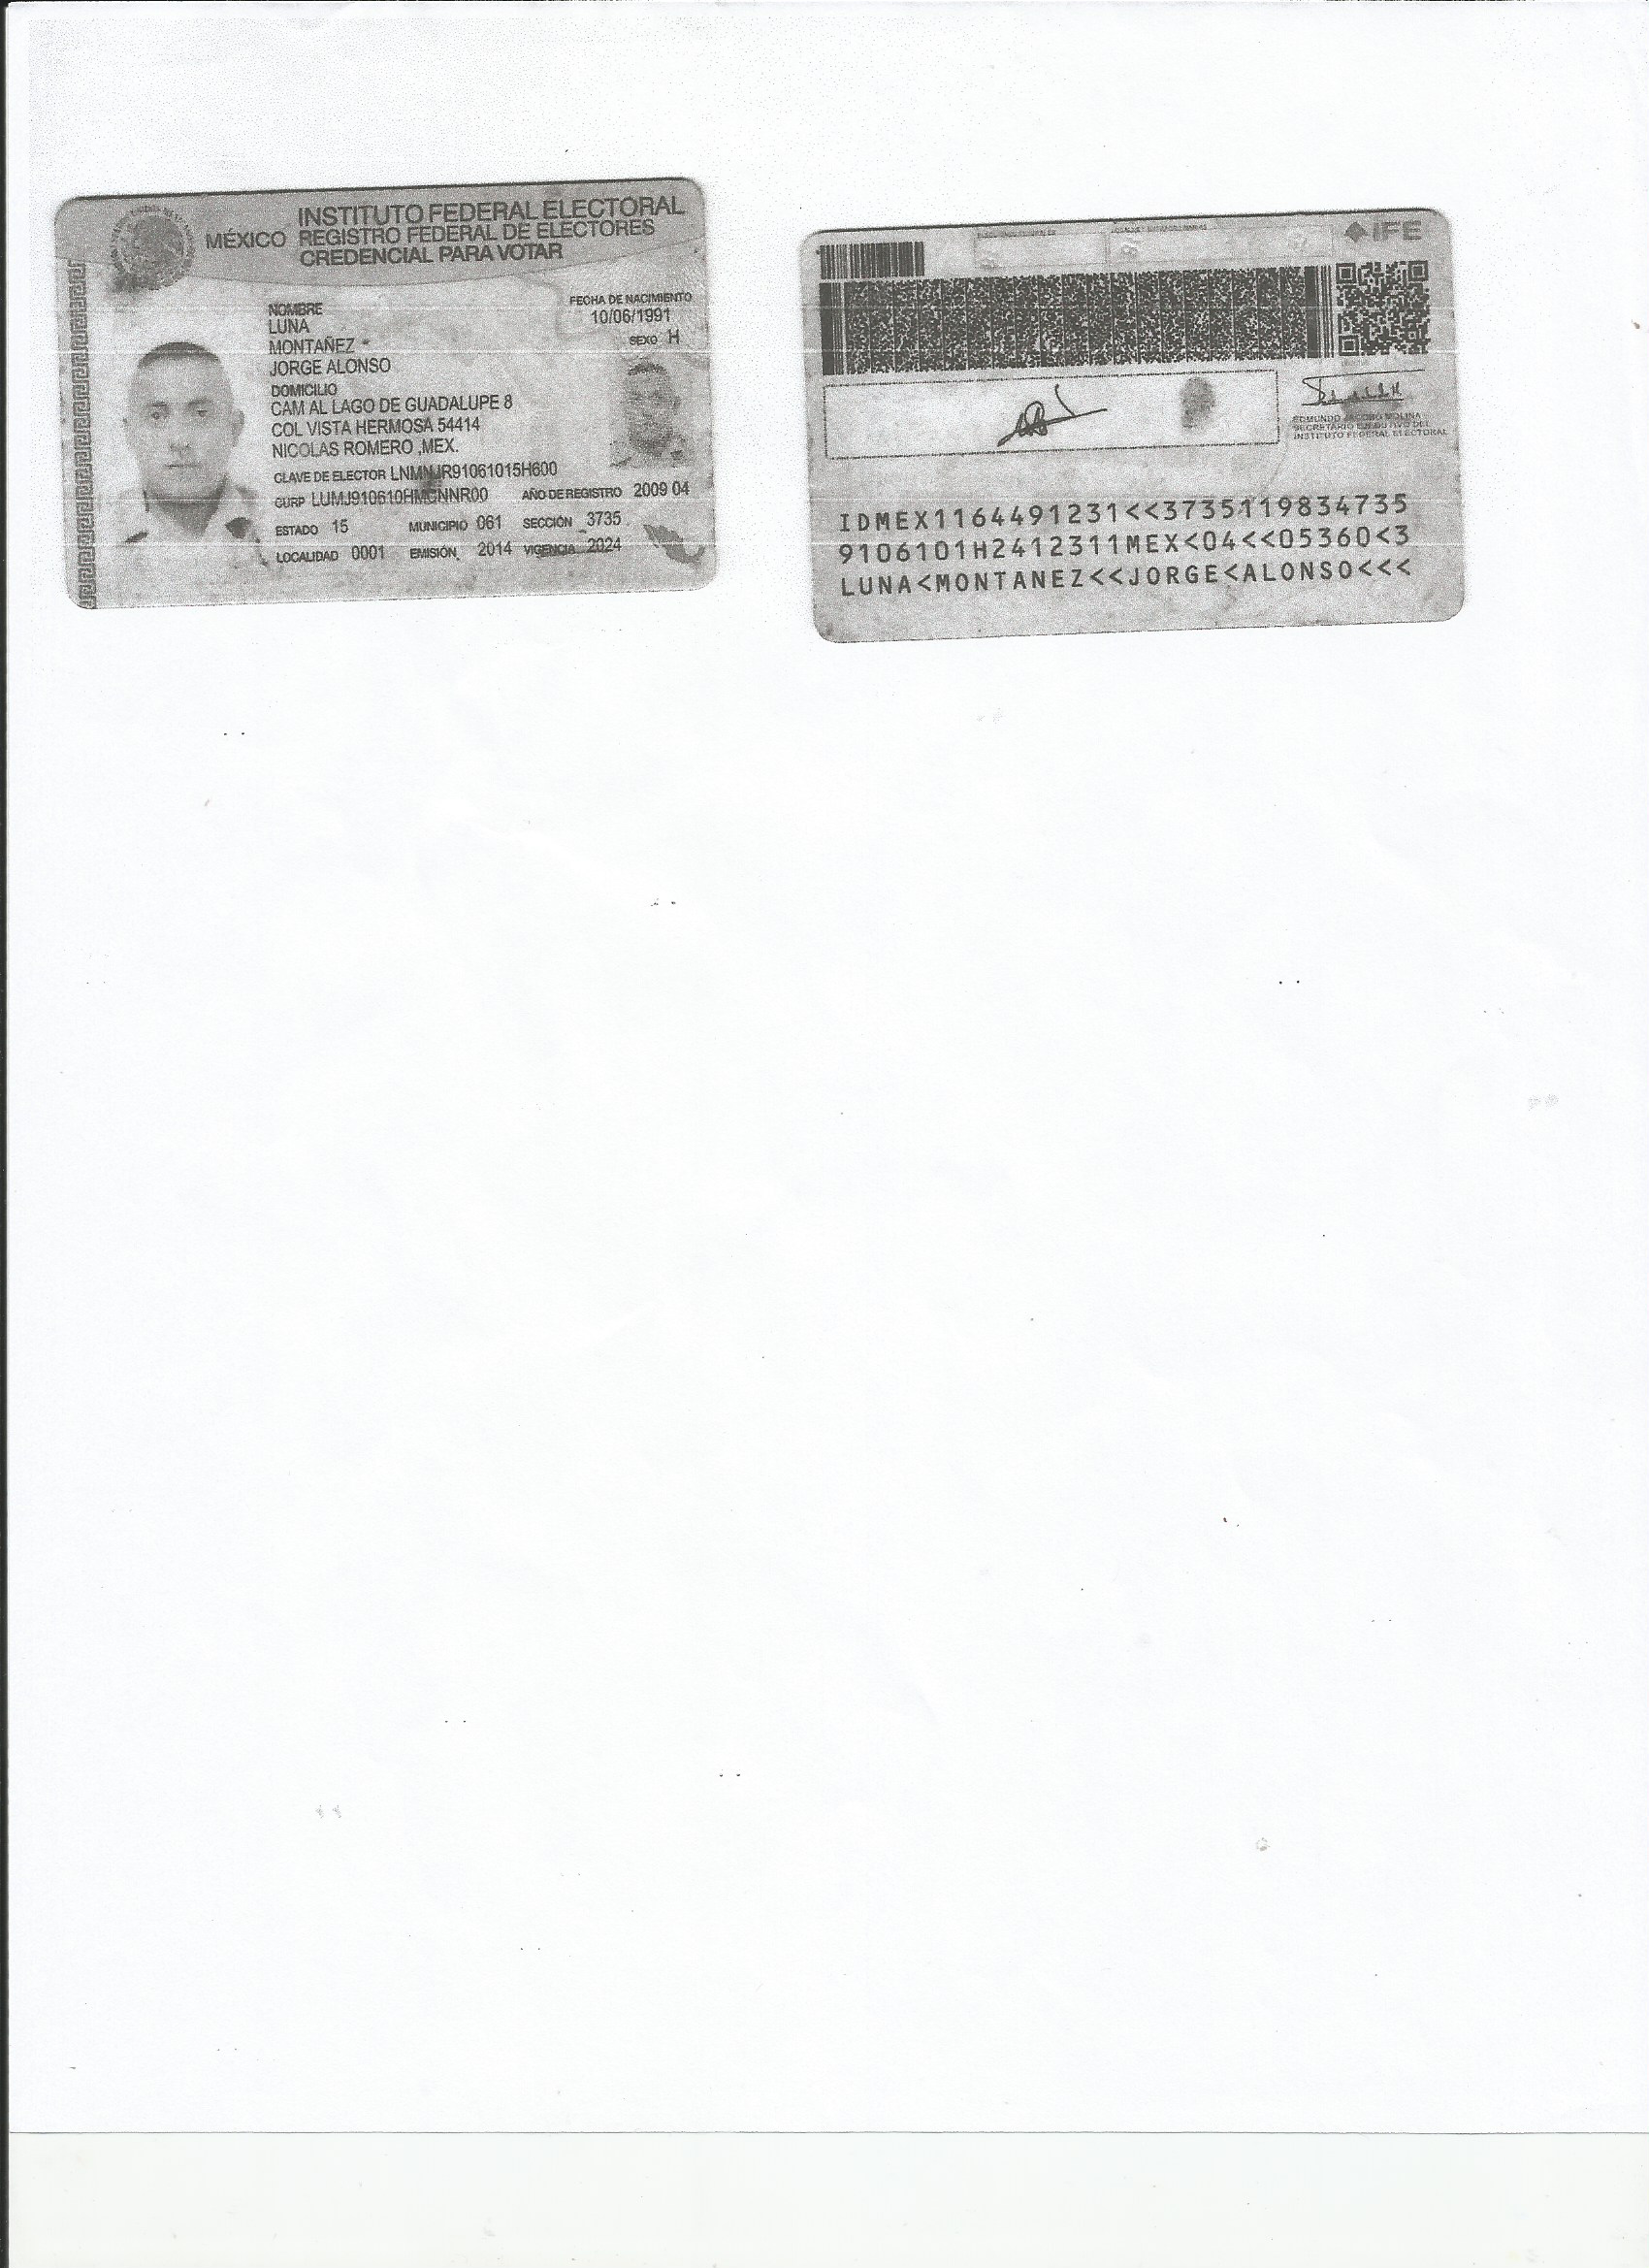 INSTITUTO FEDERAL ELECTORAL
MÉXICO REGISTRO FEDERAL DE ELECTORES
CREDENCIAL PARA VOTAR
NOMBRE
LUNA
MONTAÑEZ
JORGE ALONSO
FECHA DE NACIMIENTO
10/06/1991
SEXO H
DOMICILIO
CAM AL LAGO DE GUADALUPE 8
COL VISTA HERMOSA 54414
NICOLAS ROMERO ,MEX.
CLAVE DE ELECTOR LNMNJR91061015H600
CURP LUMJ910610HMCNNR00 AÑO DE REGISTRO 2009 04
ESTADO 15 MUNICIPIO 061 SECCIÓN 3735
LOCALIDAD 0001 EMISIÓN 2014 VIGENCIA 2024
IFE
EDMUNDO JACOBO MOLINA
SECRETARIO EJECUTIVO DEL
INSTITUTO FEDERAL ELECTORAL
IDMEX1164491231<<3735119834735
9106101H2412311MEX<04<<05360<3
LUNA<MONTANEZ<<JORGE<ALONSO<<<